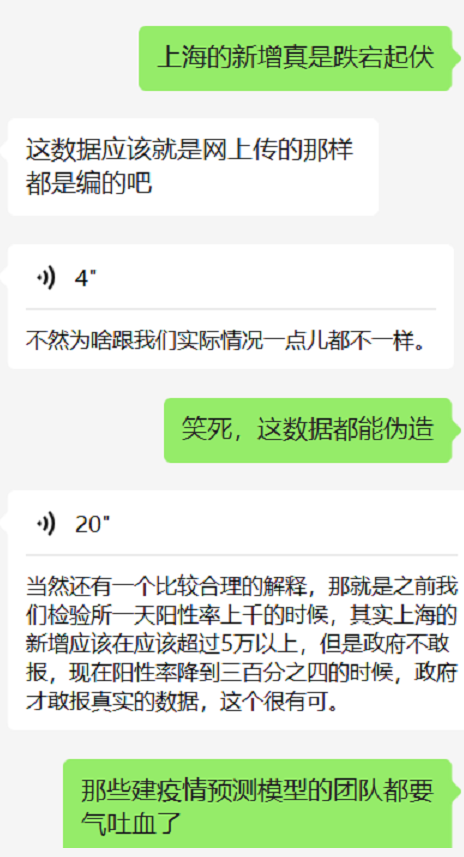 上海的新增真是跌宕起伏
这数据应该就是网上传的那样
都是编的吧
4"
不然为啥跟我们实际情况一点儿都不一样。
笑死，这数据都能伪造
20"
当然还有一个比较合理的解释，那就是之前我
们检验所一天阳性率上千的时候，其实上海的
新增应该在应该超过5万以上，但是政府不敢
报，现在阳性率降到三百分之四的时候，政府
才敢报真实的数据，这个很有可。
那些建疫情预测模型的团队都要
气吐血了